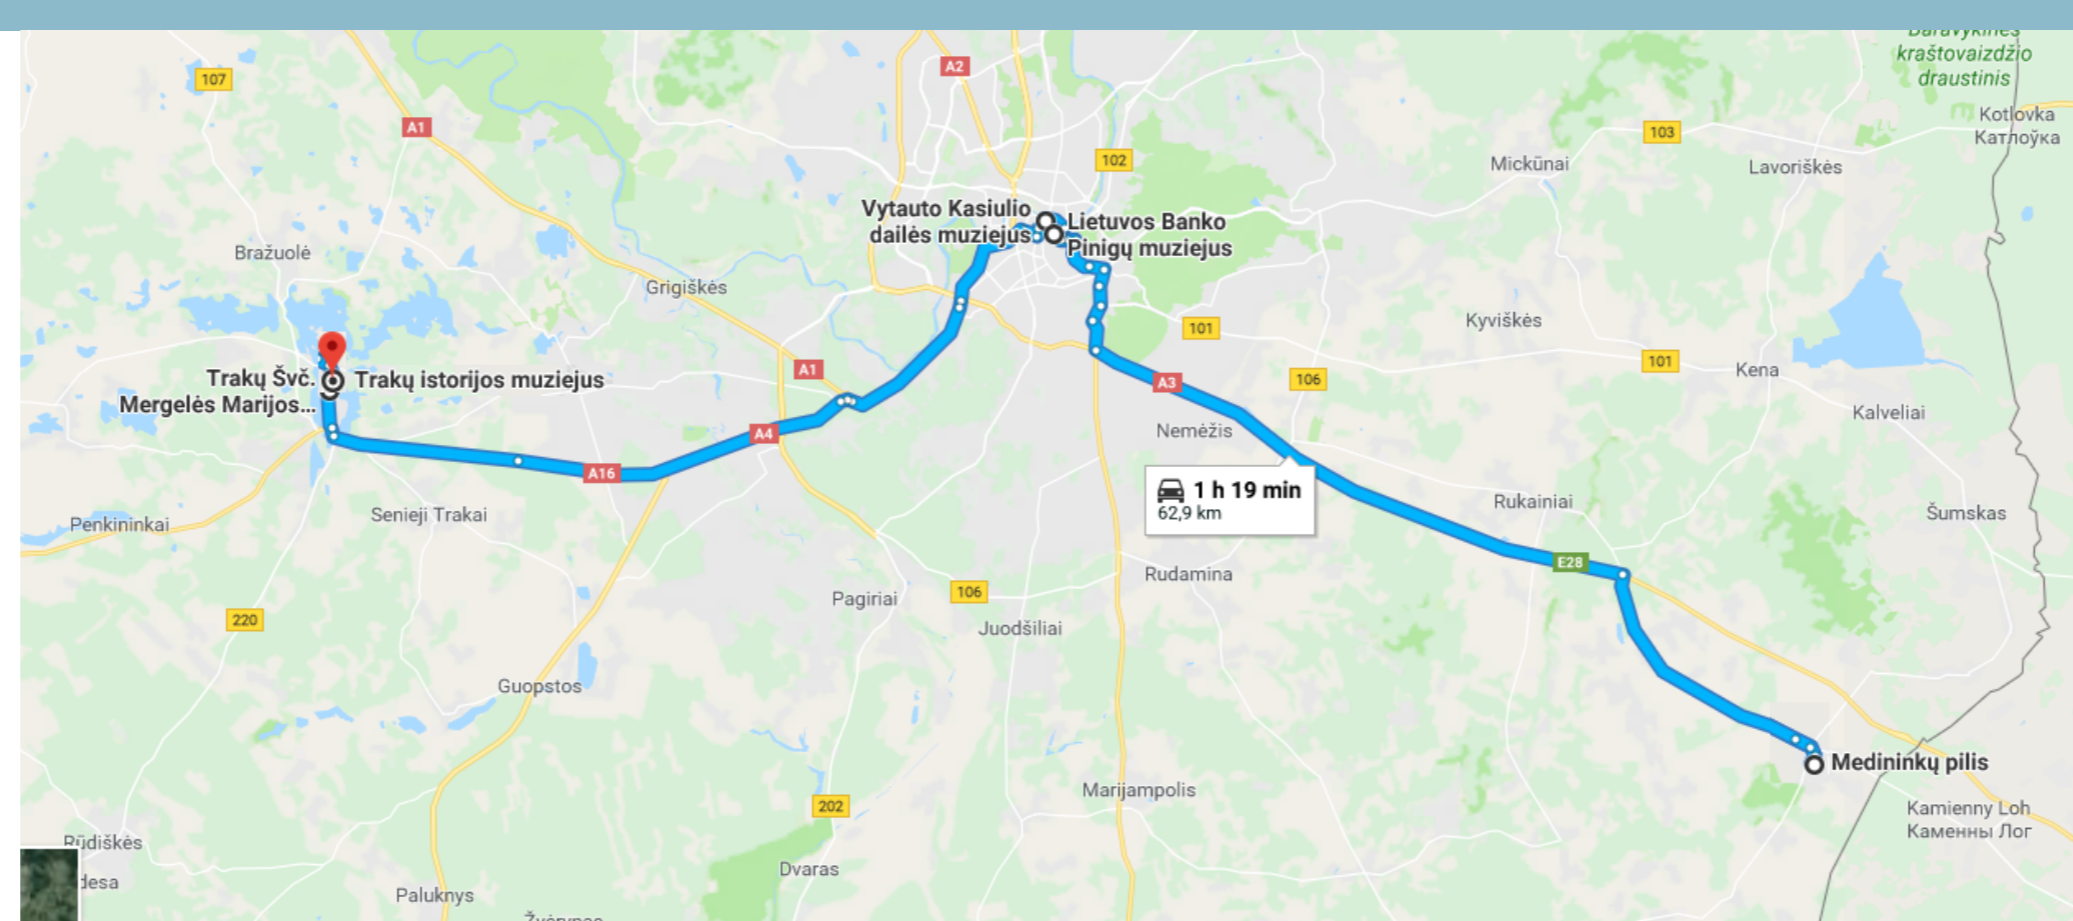 Baravykinės
kraštovaizdžio
draustinis
107
A2
A1
Kotlovka
Катлоўка
103
102
Mickūnai
Lavoriškės
Vytauto Kasiulio
dailės muziejus
Lietuvos Banko
Pinigų muziejus
Bražuolė
Grigiškės
Kyviškės
101
A1
101
Kena
Trakų Švč.
Mergelės Marijos...
Trakų istorijos muziejus
A3
106
Kalveliai
A4
Nemėžis
A16
1 h 19 min
62,9 km
Rukainiai
Šumskas
Penkininkai
Senieji Trakai
E28
Rudamina
106
Pagiriai
220
Juodšiliai
Guopstos
Medininkų pilis
Marijampolis
202
Kamienny Loh
Каменны Лог
Rūdiškės
desa
Dvaras
Paluknys